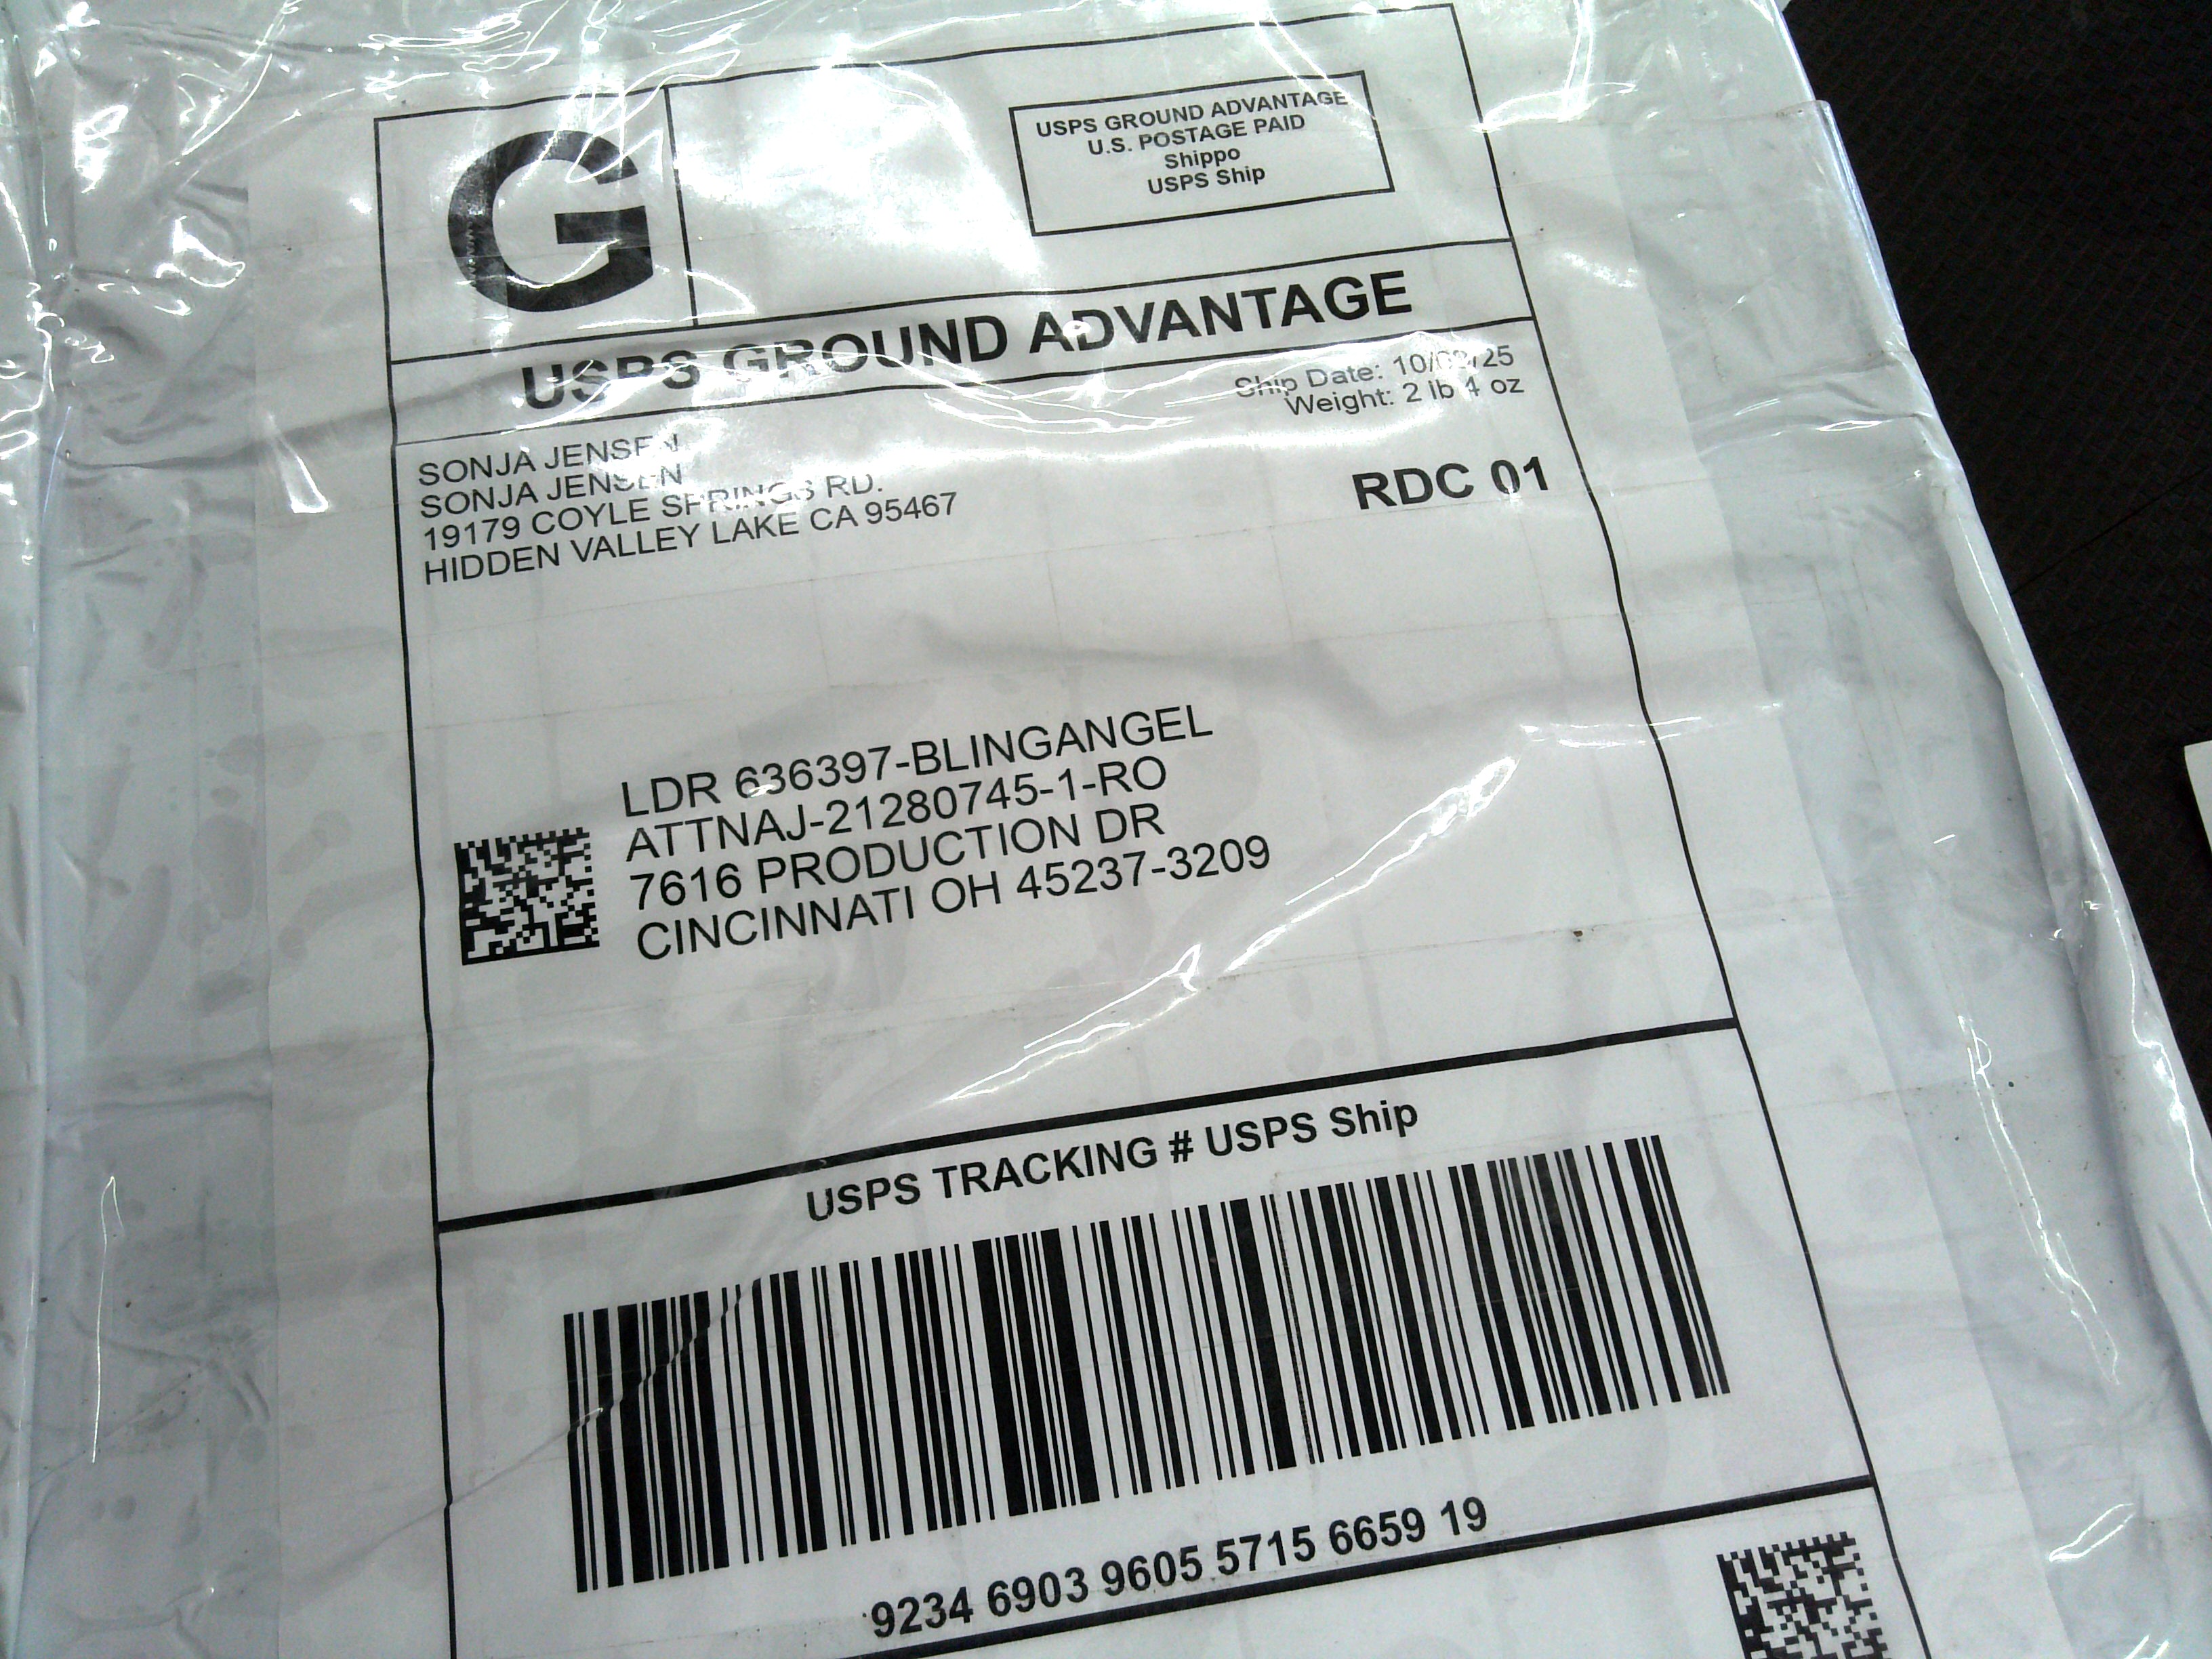 G
USPS GROUND ADVANTAGE
U.S. POSTAGE PAID
Shippo
USPS Ship
USPS GROUND ADVANTAGE
Ship Date:
Weight: 2 lb 4 oz
SONJA JENSEN
SONJA JENSEN
19179 COYLE SPRINGS RD.
HIDDEN VALLEY LAKE CA 95467
RDC 01
LDR 636397-BLINGANGEL
ATTNAJ-21280745-1-RO
7616 PRODUCTION DR
CINCINNATI OH 45237-3209
USPS TRACKING # USPS Ship
9234 6903 9605 5715 6659 19